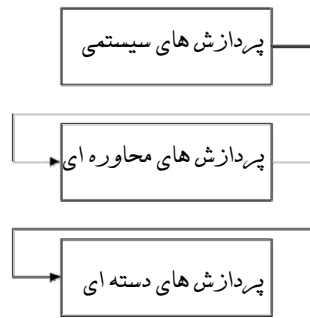 پردازش های سیستمی
پردازش های محاوره ای
پردازش های دسته ای